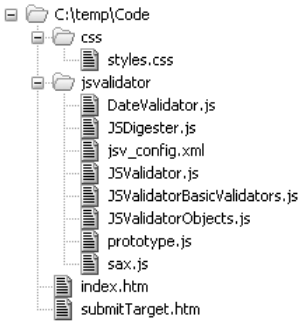 C:\temp\Code
css
styles.css
jsvalidator
DateValidator.js
JSDigester.js
jsv_config.xml
JSValidator.js
JSValidatorBasicValidators.js
JSValidatorObjects.js
prototype.js
sax.js
index.htm
submitTarget.htm